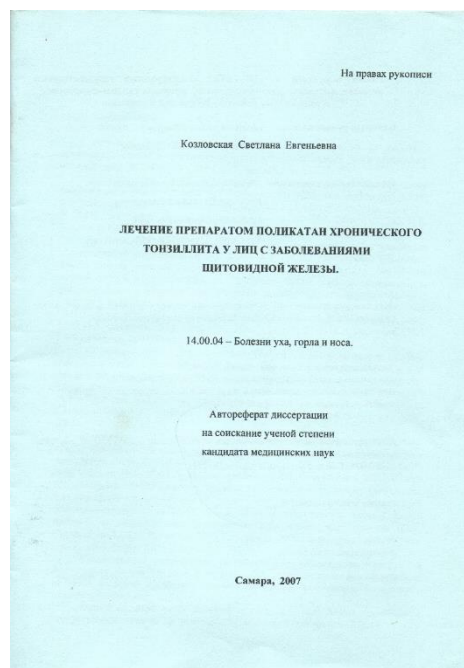 На правах рукописи
Козловская Светлана Евгеньевна
ЛЕЧЕНИЕ ПРЕПАРАТОМ ПОЛИКАТАН ХРОНИЧЕСКОГО
ТОНЗИЛЛИТА У ЛИЦ С ЗАБОЛЕВАНИЯМИ
ЩИТОВИДНОЙ ЖЕЛЕЗЫ.
14.00.04 – Болезни уха, горла и носа.
Автореферат диссертации
на соискание ученой степени
кандидата медицинских наук
Самара, 2007